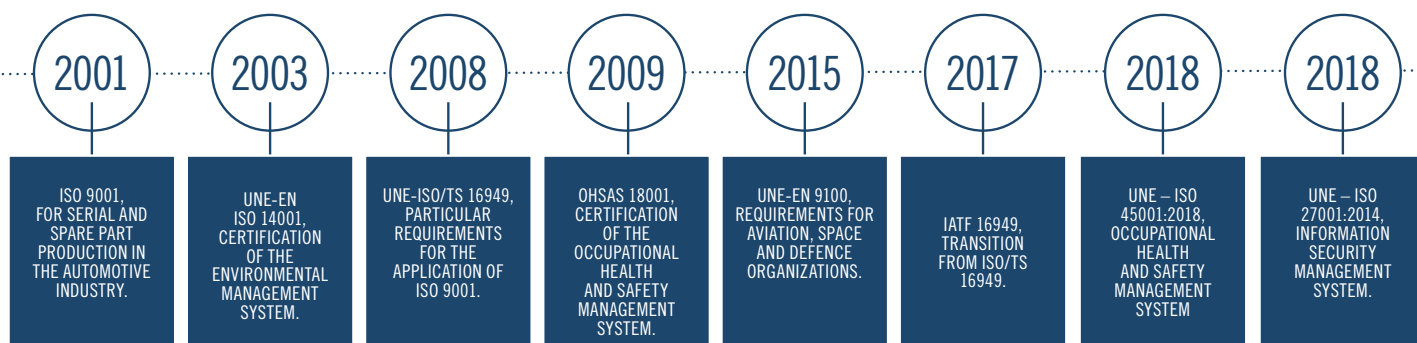 2001
ISO 9001,
FOR SERIAL AND
SPARE PART
PRODUCTION IN
THE AUTOMOTIVE
INDUSTRY.
2003
UNE-EN
ISO 14001,
CERTIFICATION
OF THE
ENVIRONMENTAL
MANAGEMENT
SYSTEM.
2008
UNE-ISO/TS 16949,
PARTICULAR
REQUIREMENTS
FOR THE
APPLICATION OF
ISO 9001.
2009
OHSAS 18001,
CERTIFICATION
OF THE
OCCUPATIONAL
HEALTH
AND SAFETY
MANAGEMENT
SYSTEM.
2015
UNE-EN 9100,
REQUIREMENTS FOR
AVIATION, SPACE
AND DEFENCE
ORGANIZATIONS.
2017
IATF 16949,
TRANSITION
FROM ISO/TS
16949.
2018
UNE – ISO
45001:2018,
OCCUPATIONAL
HEALTH
AND SAFETY
MANAGEMENT
SYSTEM
2018
UNE – ISO
27001:2014,
INFORMATION
SECURITY
MANAGEMENT
SYSTEM.